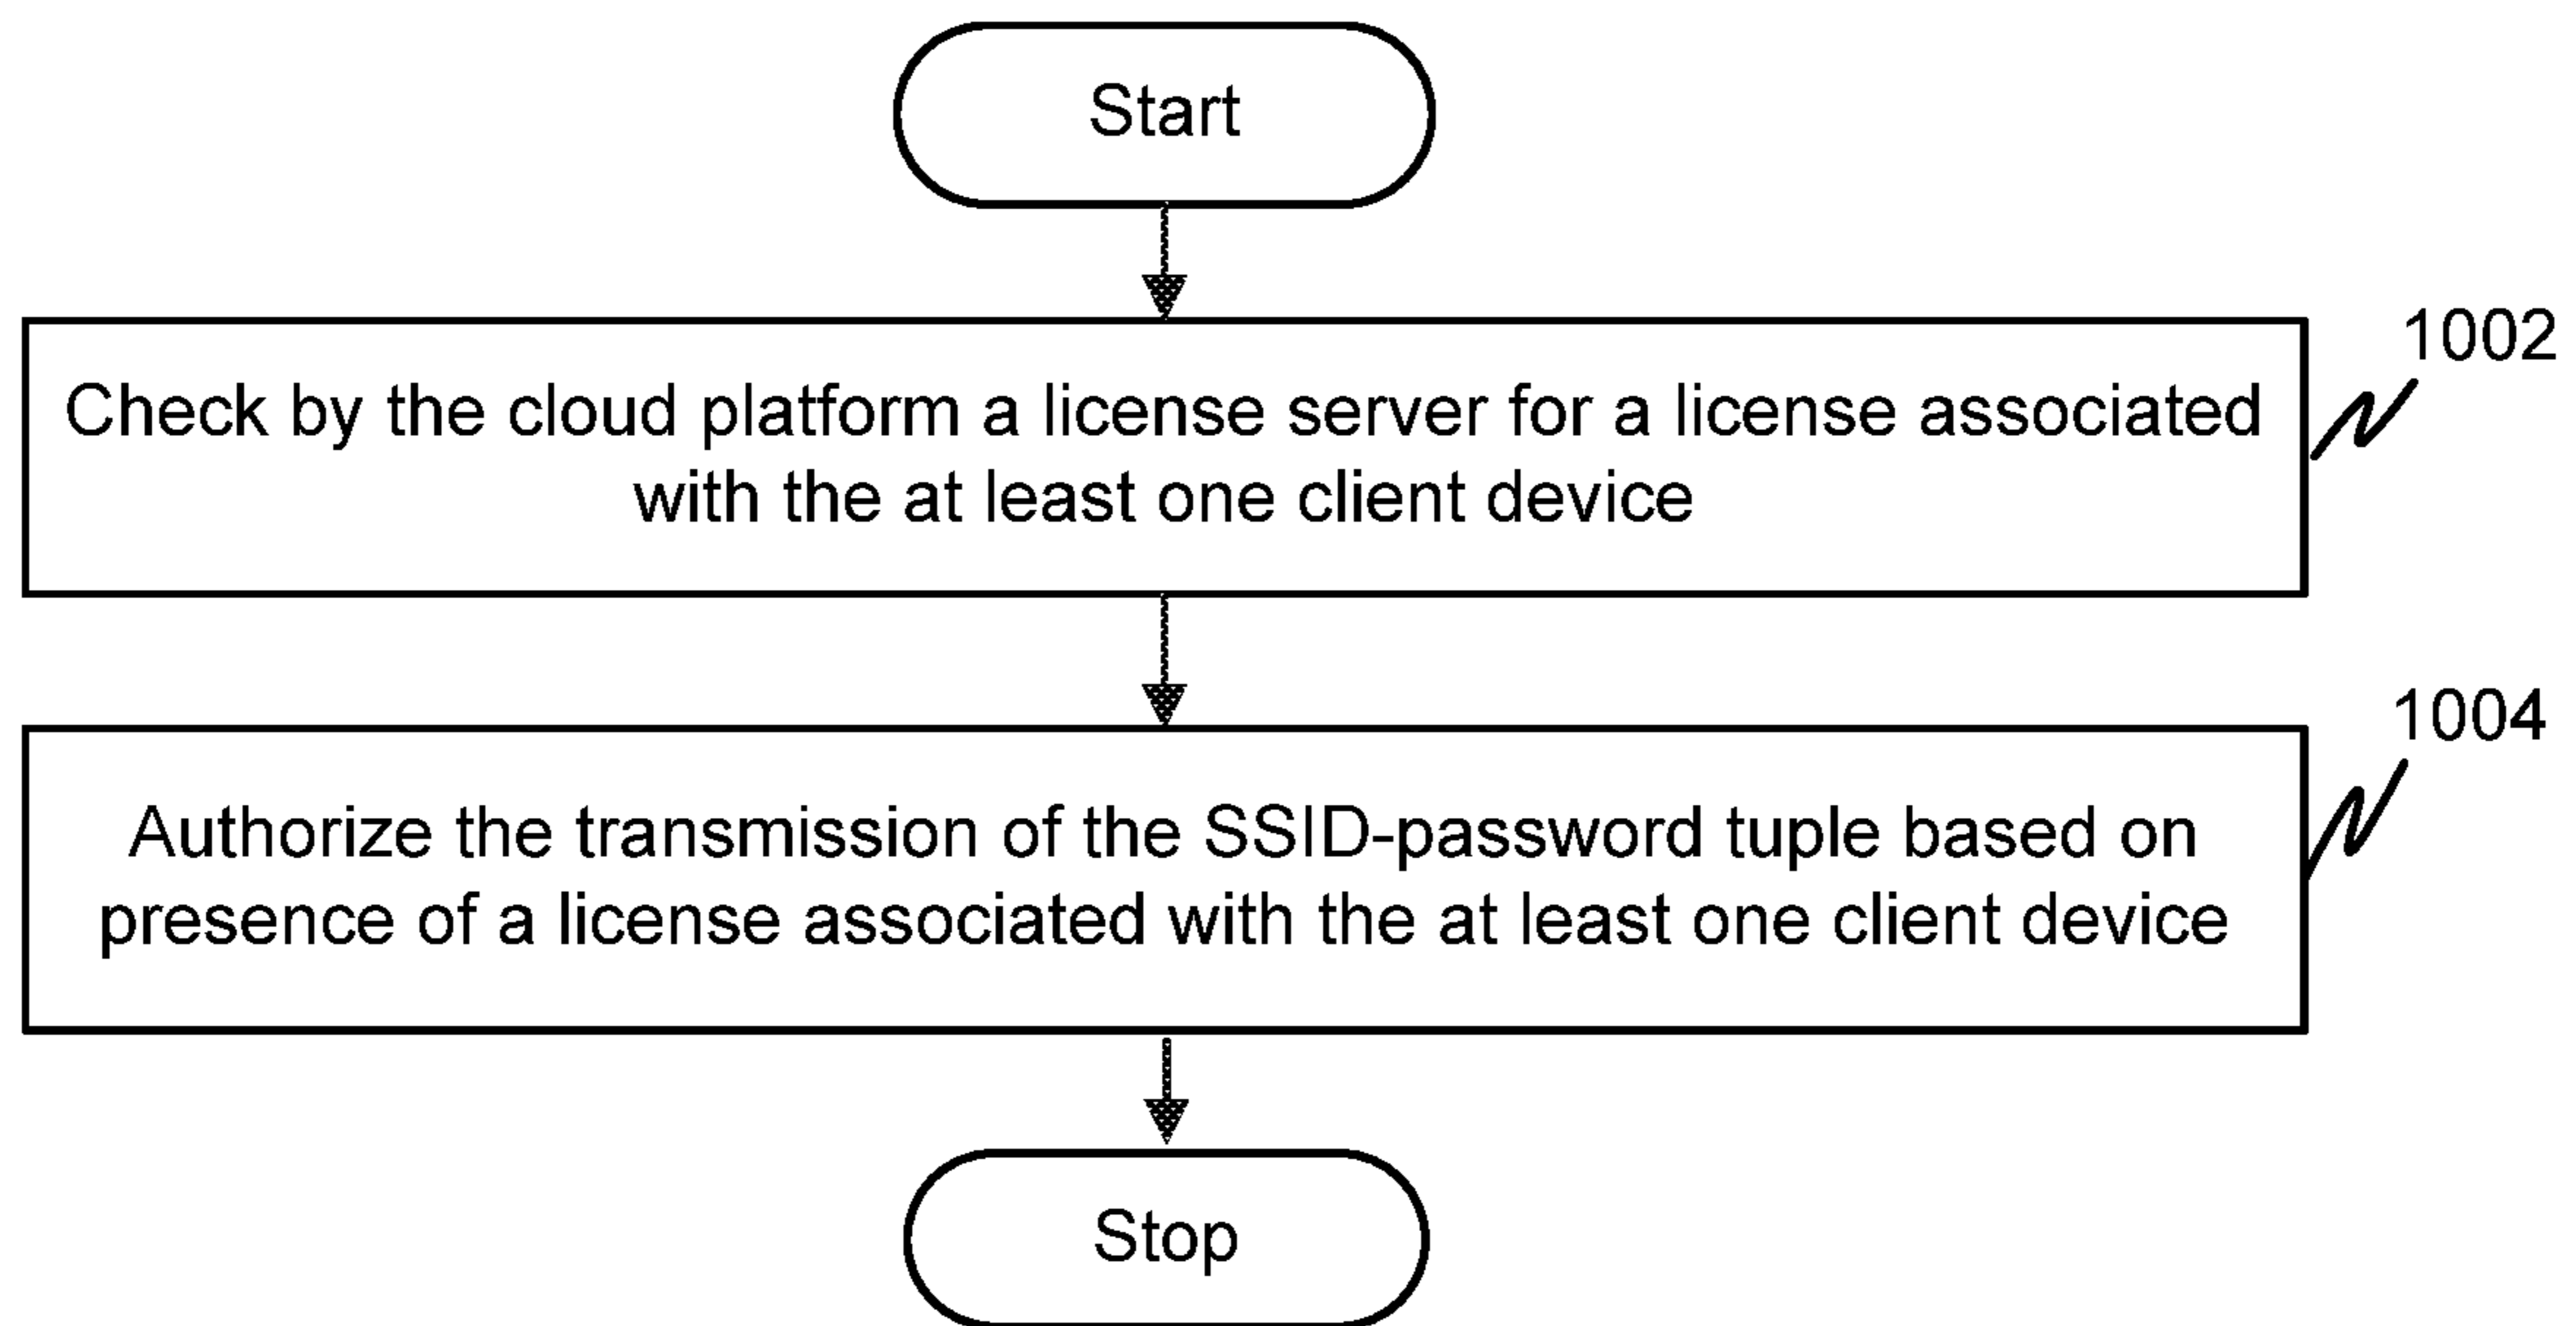 Start
1002
Check by the cloud platform a license server for a license associated
with the at least one client device
1004
Authorize the transmission of the SSID-password tuple based on
presence of a license associated with the at least one client device
Stop